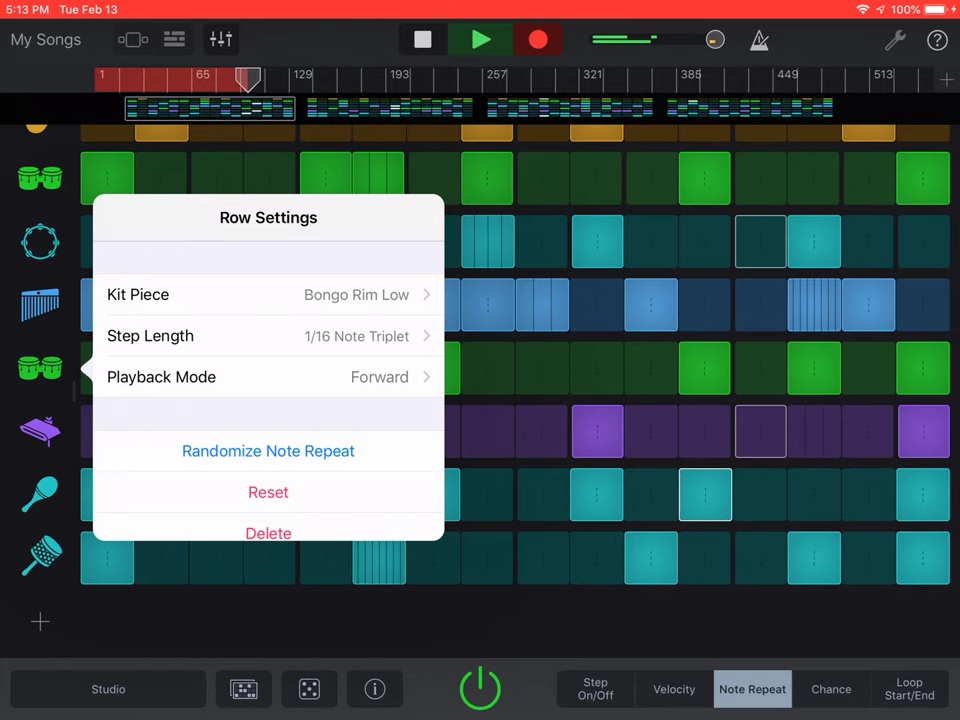 5:13 PM Tue Feb 13 100%
My Songs
1 65 129 193 257 321 385 449 513
Row Settings
Kit Piece Bongo Rim Low
Step Length 1/16 Note Triplet
Playback Mode Forward
Randomize Note Repeat
Reset
Delete
Studio
Step
On/Off
Velocity
Note Repeat
Chance
Loop
Start/End